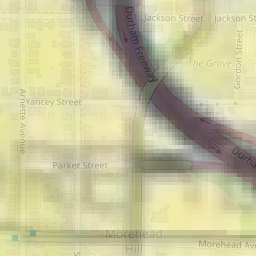 Jackson Street
Jackson St
Durham Freeway
Gordon Street
The Grove
Yancey Street
Arnette Avenue
Durha
Parker Street
Morehead
Hill
Morehead Ave